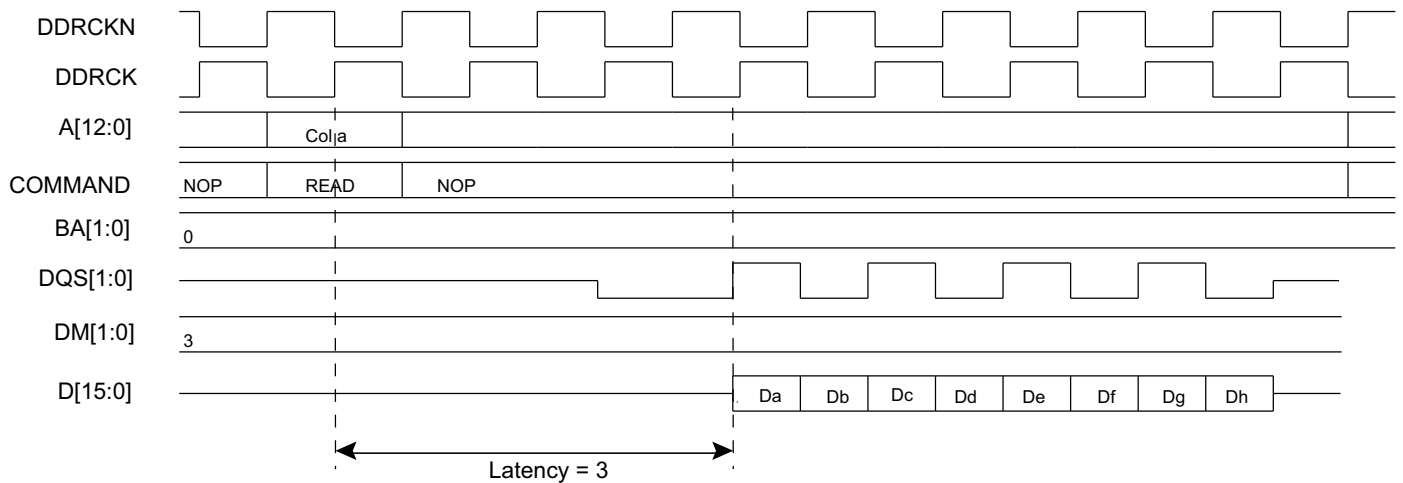 DDRCKN
DDRCK
A[12:0] Col a
COMMAND NOP READ NOP
BA[1:0] 0
DQS[1:0]
DM[1:0] 3
D[15:0] Da Db Dc Dd De Df Dg Dh
Latency = 3